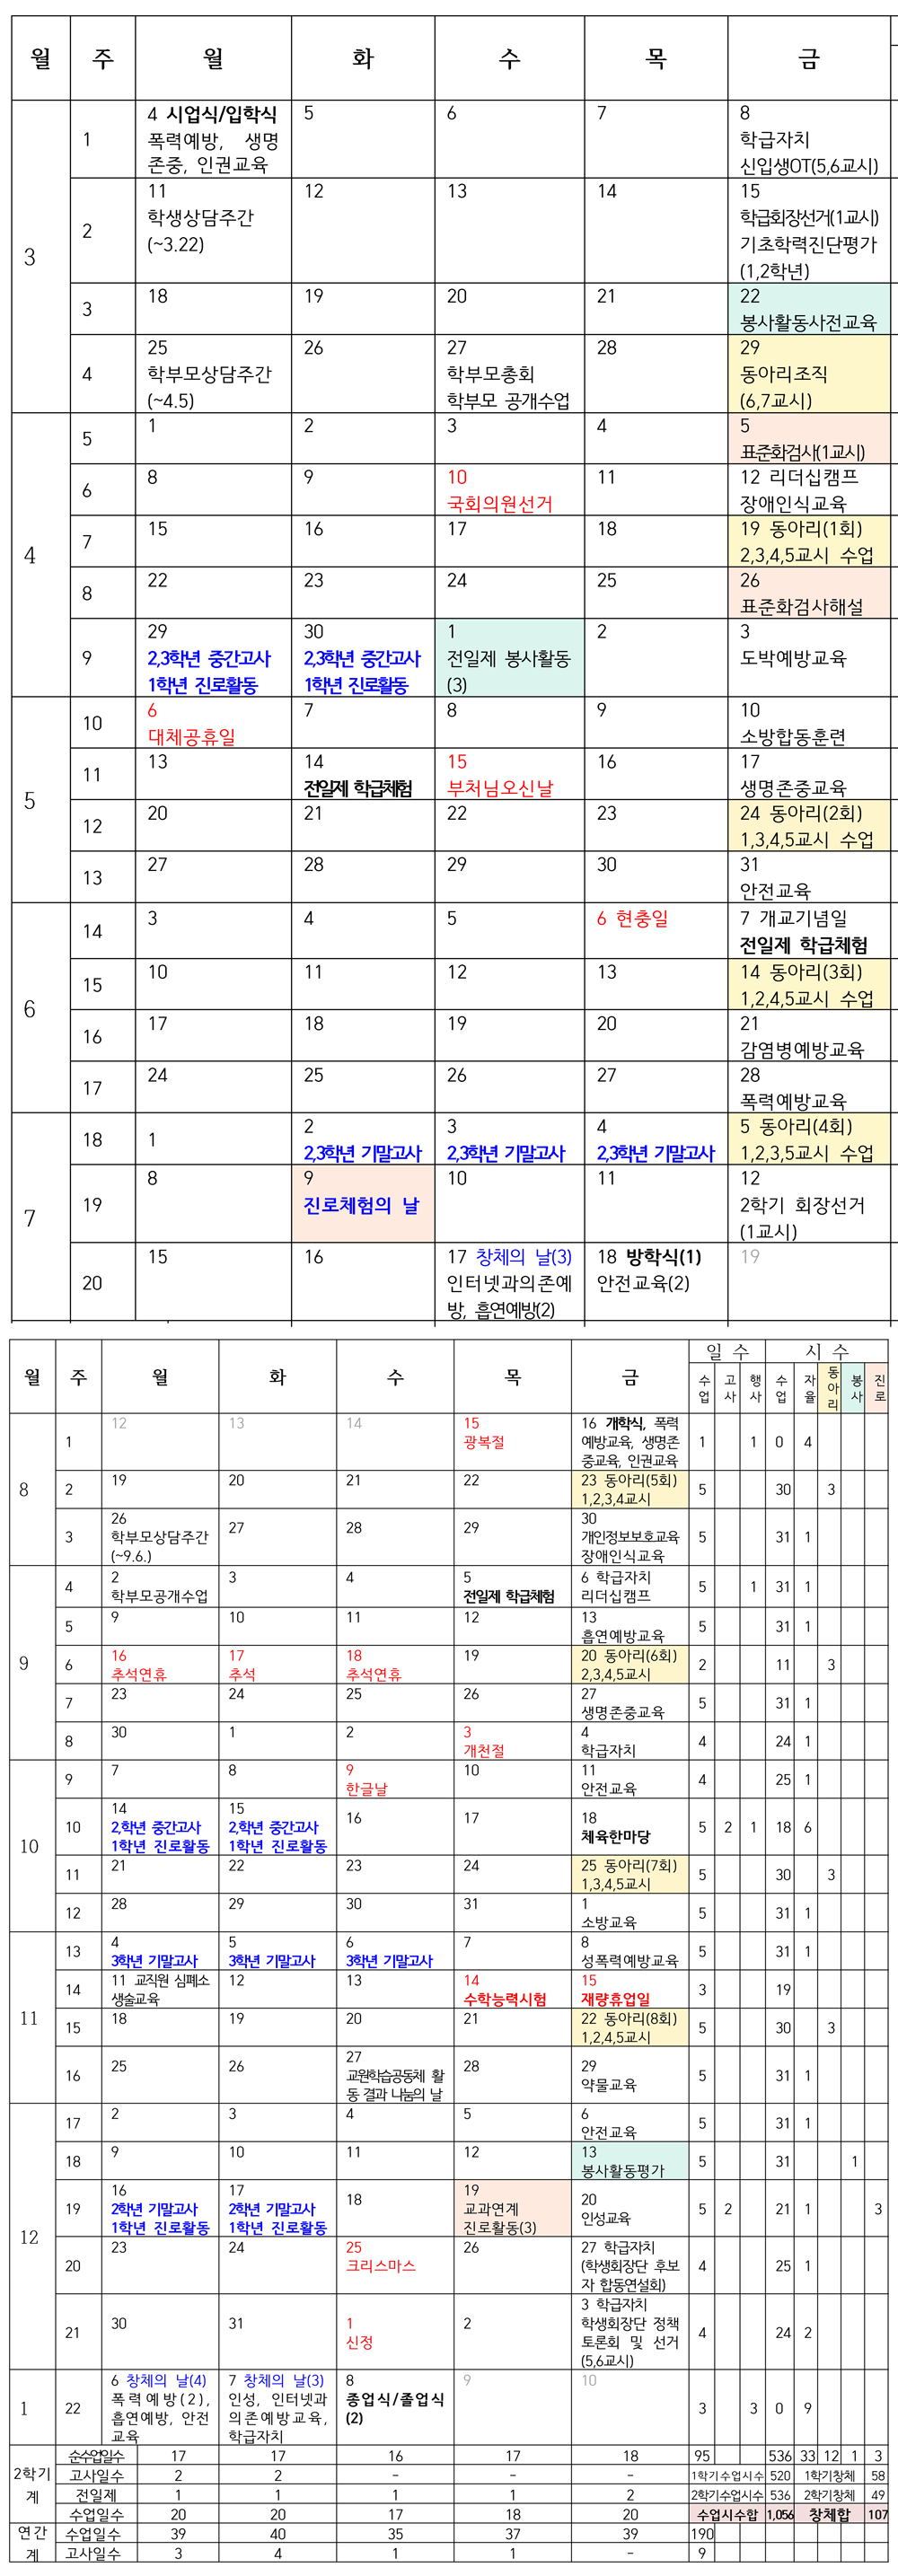 월 주 월 화 수 목 금
3
1
4 시업식/입학식
폭력예방, 생명
존중, 인권교육
5
6
7
8
학급자치
신입생OT(5,6교시)
2
11
학생상담주간
(~3.22)
12
13
14
15
학급회장선거(1교시)
기초학력진단평가
(1,2학년)
3
18
19
20
21
22
봉사활동사전교육
4
25
학부모상담주간
(~4.5)
26
27
학부모총회
학부모 공개수업
28
29
동아리조직
(6,7교시)
4
5
1
2
3
4
5
표준화검사(1교시)
6
8
9
10
국회의원선거
11
12 리더십캠프
장애인식교육
7
15
16
17
18
19 동아리(1회)
2,3,4,5교시 수업
8
22
23
24
25
26
표준화검사해설
9
29
2,3학년 중간고사
1학년 진로활동
30
2,3학년 중간고사
1학년 진로활동
1
전일제 봉사활동
(3)
2
3
도박예방교육
5
10
6
대체공휴일
7
8
9
10
소방합동훈련
11
13
14
전일제 학급체험
15
부처님오신날
16
17
생명존중교육
12
20
21
22
23
24 동아리(2회)
1,3,4,5교시 수업
13
27
28
29
30
31
안전교육
6
14
3
4
5
6 현충일
7 개교기념일
전일제 학급체험
15
10
11
12
13
14 동아리(3회)
1,2,4,5교시 수업
16
17
18
19
20
21
감염병예방교육
17
24
25
26
27
28
폭력예방교육
7
18
1
2
2,3학년 기말고사
3
2,3학년 기말고사
4
2,3학년 기말고사
5 동아리(4회)
1,2,3,5교시 수업
19
8
9
진로체험의 날
10
11
12
2학기 회장선거
(1교시)
20
15
16
17 창체의 날(3)
인터넷과의존예
방, 흡연예방(2)
18 방학식(1)
안전교육(2)
19
월 주 월 화 수 목 금 일 수 시 수
수업 고사 행사 수업 자율 동아리 봉사 진로
8
1
12
13
14
15
광복절
16 개학식, 폭력
예방교육, 생명존
중교육, 인권교육
1 1 0 4
2
19
20
21
22
23 동아리(5회)
1,2,3,4교시
5 30 3
3
26
학부모상담주간
(~9.6.)
27
28
29
30
개인정보보호교육
장애인식교육
5 31 1
9
4
2
학부모공개수업
3
4
5
전일제 학급체험
6 학급자치
리더십캠프
5 1 31 1
5
9
10
11
12
13
흡연예방교육
5 31 1
6
16
추석연휴
17
추석
18
추석연휴
19
20 동아리(6회)
2,3,4,5교시
2 11 3
7
23
24
25
26
27
생명존중교육
5 31 1
8
30
1
2
3
개천절
4
학급자치
4 24 1
10
9
7
8
9
한글날
10
11
안전교육
4 25 1
10
14
2,학년 중간고사
1학년 진로활동
15
2,학년 중간고사
1학년 진로활동
16
17
18
체육한마당
5 2 1 18 6
11
21
22
23
24
25 동아리(7회)
1,3,4,5교시
5 30 3
12
28
29
30
31
1
소방교육
5 31 1
11
13
4
3학년 기말고사
5
3학년 기말고사
6
3학년 기말고사
7
8
성폭력예방교육
5 31 1
14
11 교직원 심폐소
생술교육
12
13
14
수학능력시험
15
재량휴업일
3 19
15
18
19
20
21
22 동아리(8회)
1,2,4,5교시
5 30 3
16
25
26
27
교원학습공동체 활
동 결과 나눔의 날
28
29
약물교육
5 31 1
12
17
2
3
4
5
6
안전교육
5 31 1
18
9
10
11
12
13
봉사활동평가
5 31 1
19
16
2학년 기말고사
1학년 진로활동
17
2학년 기말고사
1학년 진로활동
18
19
교과연계
진로활동(3)
20
인성교육
5 2 21 1 3
20
23
24
25
크리스마스
26
27 학급자치
(학생회장단 후보
자 합동연설회)
4 25 1
21
30
31
1
신정
2
3 학급자치
학생회장단 정책
토론회 및 선거
(5,6교시)
4 24 2
1
22
6 창체의 날(4)
폭력예방(2),
흡연예방, 안전
교육
7 창체의 날(3)
인성, 인터넷과
의존예방교육,
학급자치
8
종업식/졸업식
(2)
9
10
3 3 0 9
2학기
계
순수업일수 17 17 16 17 18 95 536 33 12 1 3
고사일수 2 2 - - - 1학기수업시수 520 1학기창체 58
전일제 1 1 1 1 2 2학기수업시수 536 2학기창체 49
수업일수 20 20 17 18 20 수업시수합 1,056 창체합 107
연간
계
수업일수 39 40 35 37 39 190
고사일수 3 4 1 1 - 9